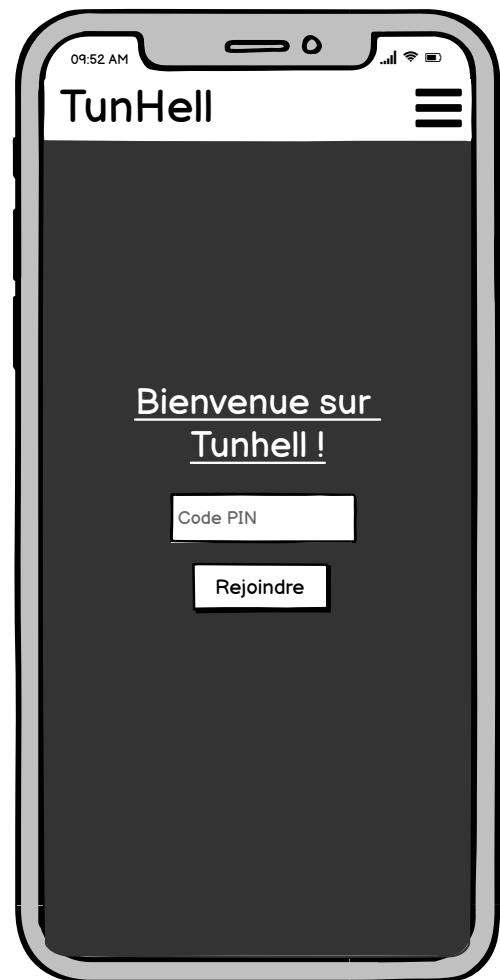 09:52 AM
TunHell
Bienvenue sur
Tunhell !
Code PIN
Rejoindre